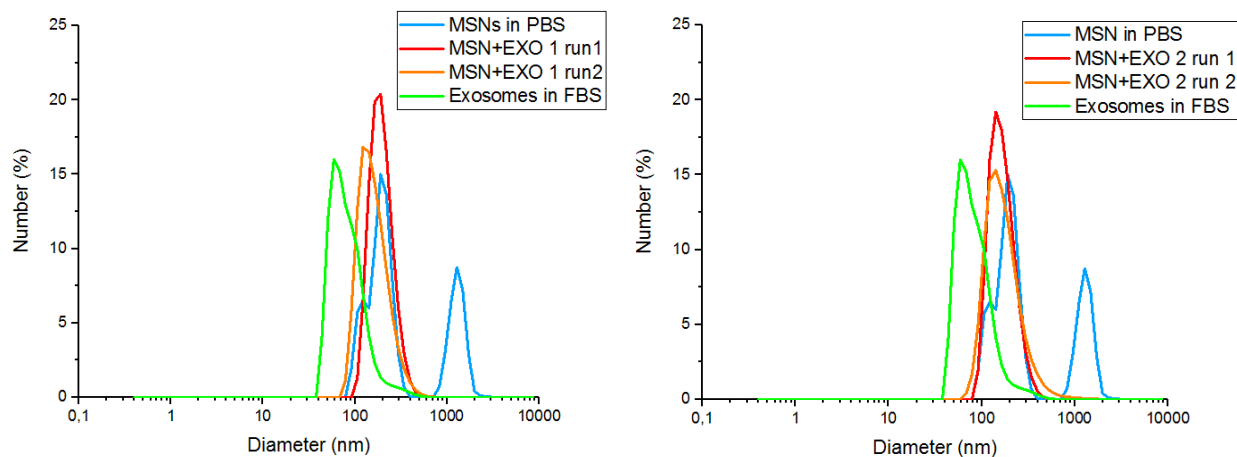 25
20
15
10
5
0
Number (%)
0,1
1
10
100
1000
10000
Diameter (nm)
MSNs in PBS
MSN+EXO 1 run1
MSN+EXO 1 run2
Exosomes in FBS
25
20
15
10
5
0
Number (%)
0,1
1
10
100
1000
10000
Diameter (nm)
MSN in PBS
MSN+EXO 2 run 1
MSN+EXO 2 run 2
Exosomes in FBS